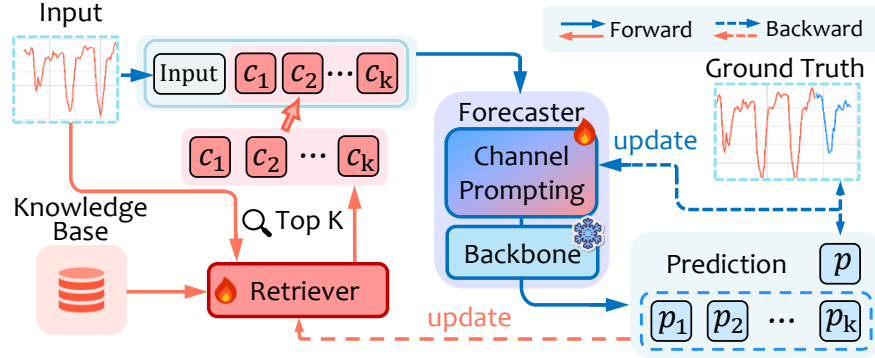 Input
Forward
Backward
Input c₁ c₂ ⋯ cₖ
Ground Truth
Forecaster
update
c₁ c₂ ⋯ cₖ
Channel
Prompting
Knowledge
Base
Top K
Backbone
Prediction p
Retriever
p₁ p₂ ⋯ pₖ
update